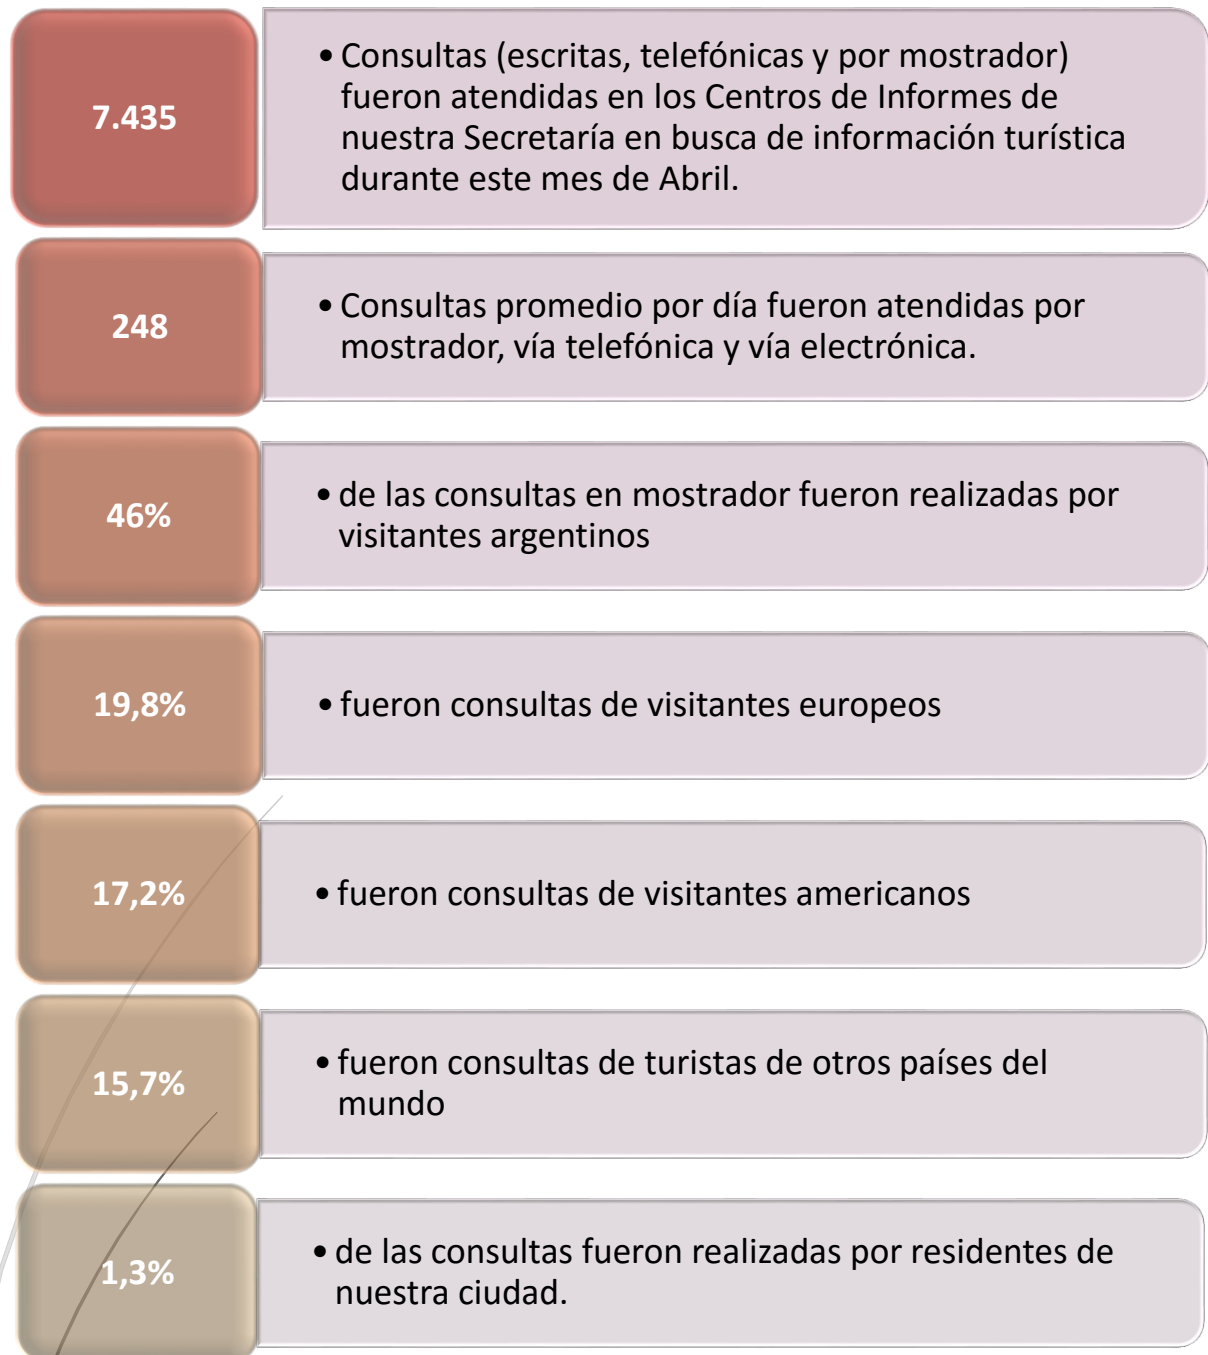 7.435
• Consultas (escritas, telefónicas y por mostrador)
fueron atendidas en los Centros de Informes de
nuestra Secretaría en busca de información turística
durante este mes de Abril.
248
• Consultas promedio por día fueron atendidas por
mostrador, vía telefónica y vía electrónica.
46%
• de las consultas en mostrador fueron realizadas por
visitantes argentinos
19,8%
• fueron consultas de visitantes europeos
17,2%
• fueron consultas de visitantes americanos
15,7%
• fueron consultas de turistas de otros países del
mundo
1,3%
• de las consultas fueron realizadas por residentes de
nuestra ciudad.